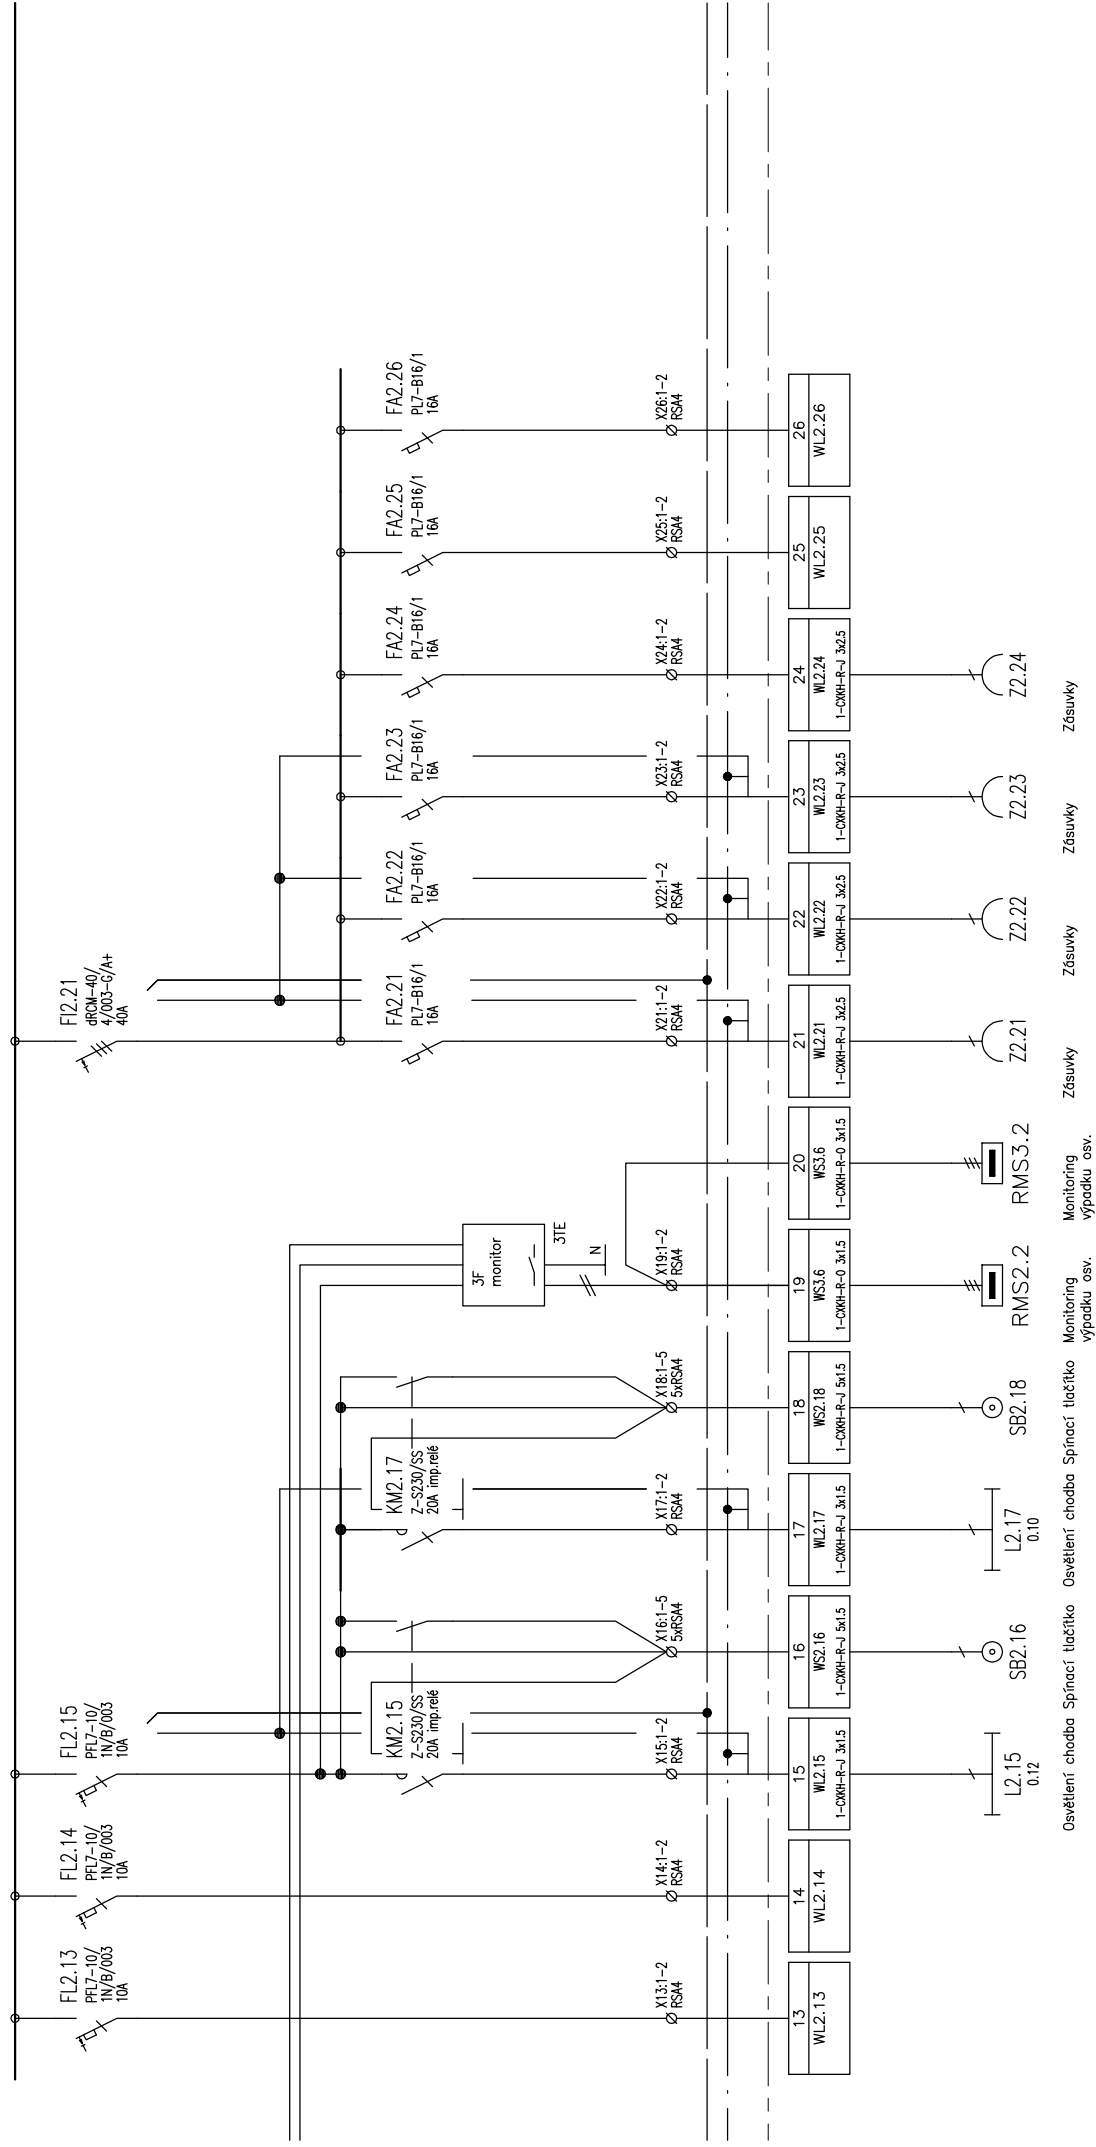 FL2.13
PFL7-10/
1N/B/003
10A
FL2.14
PFL7-10/
1N/B/003
10A
FL2.15
PFL7-10/
1N/B/003
10A
FI2.21
dRCM-40/
4/003-G/A+
40A
KM2.15
Z-S230/SS
20A imp.relé
KM2.17
Z-S230/SS
20A imp.relé
3F
monitor
3TE
N
FA2.21
PL7-B16/1
16A
FA2.22
PL7-B16/1
16A
FA2.23
PL7-B16/1
16A
FA2.24
PL7-B16/1
16A
FA2.25
PL7-B16/1
16A
FA2.26
PL7-B16/1
16A
X13:1-2
RSA4
X14:1-2
RSA4
X15:1-2
RSA4
X16:1-5
5xRSA4
X17:1-2
RSA4
X18:1-5
5xRSA4
X19:1-2
RSA4
X21:1-2
RSA4
X22:1-2
RSA4
X23:1-2
RSA4
X24:1-2
RSA4
X25:1-2
RSA4
X26:1-2
RSA4
13
WL2.13
14
WL2.14
15
WL2.15
1-CXKH-R-J 3x1.5
16
WS2.16
1-CXKH-R-J 5x1.5
17
WL2.17
1-CXKH-R-J 3x1.5
18
WS2.18
1-CXKH-R-J 5x1.5
19
WS3.6
1-CXKH-R-O 3x1.5
20
WS3.6
1-CXKH-R-O 3x1.5
21
WL2.21
1-CXKH-R-J 3x2.5
22
WL2.22
1-CXKH-R-J 3x2.5
23
WL2.23
1-CXKH-R-J 3x2.5
24
WL2.24
1-CXKH-R-J 3x2.5
25
WL2.25
26
WL2.26
L2.15
0.12
SB2.16
L2.17
0.10
SB2.18
RMS2.2
RMS3.2
Z2.21
Z2.22
Z2.23
Z2.24
Osvětlení chodba
Spínací tlačítko
Osvětlení chodba
Spínací tlačítko
Monitoring
výpadku osv.
Monitoring
výpadku osv.
Zásuvky
Zásuvky
Zásuvky
Zásuvky